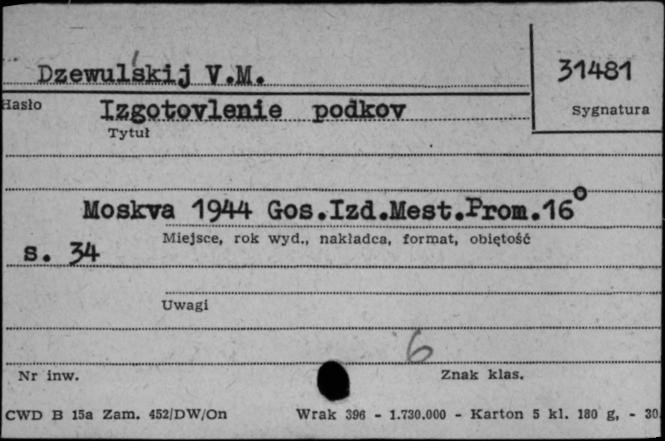 Dzewulśkij V.M.
31481
Hasło
Izgotovlenie podkov
Sygnatura
Tytuł
Moskva 1944 Gos.Izd.Mest.Prom.16°
Miejsce, rok wyd., nakładca, format, obiętość
s. 34
Uwagi
6
Nr inw.
Znak klas.
CWD B 15a Zam. 452/DW/On
Wrak 396 - 1.730.000 - Karton 5 kl. 180 g, - 30